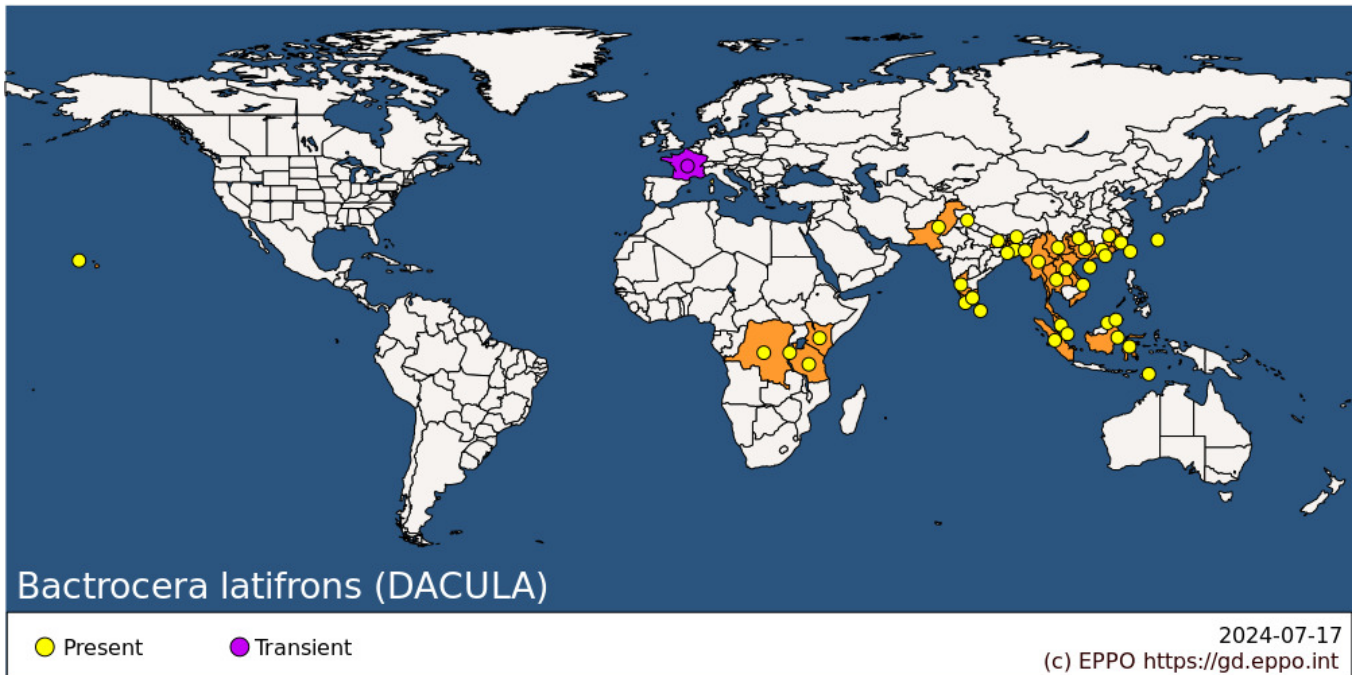 Bactrocera latifrons (DACULA)
Present
Transient
2024-07-17
(c) EPPO https://gd.eppo.int